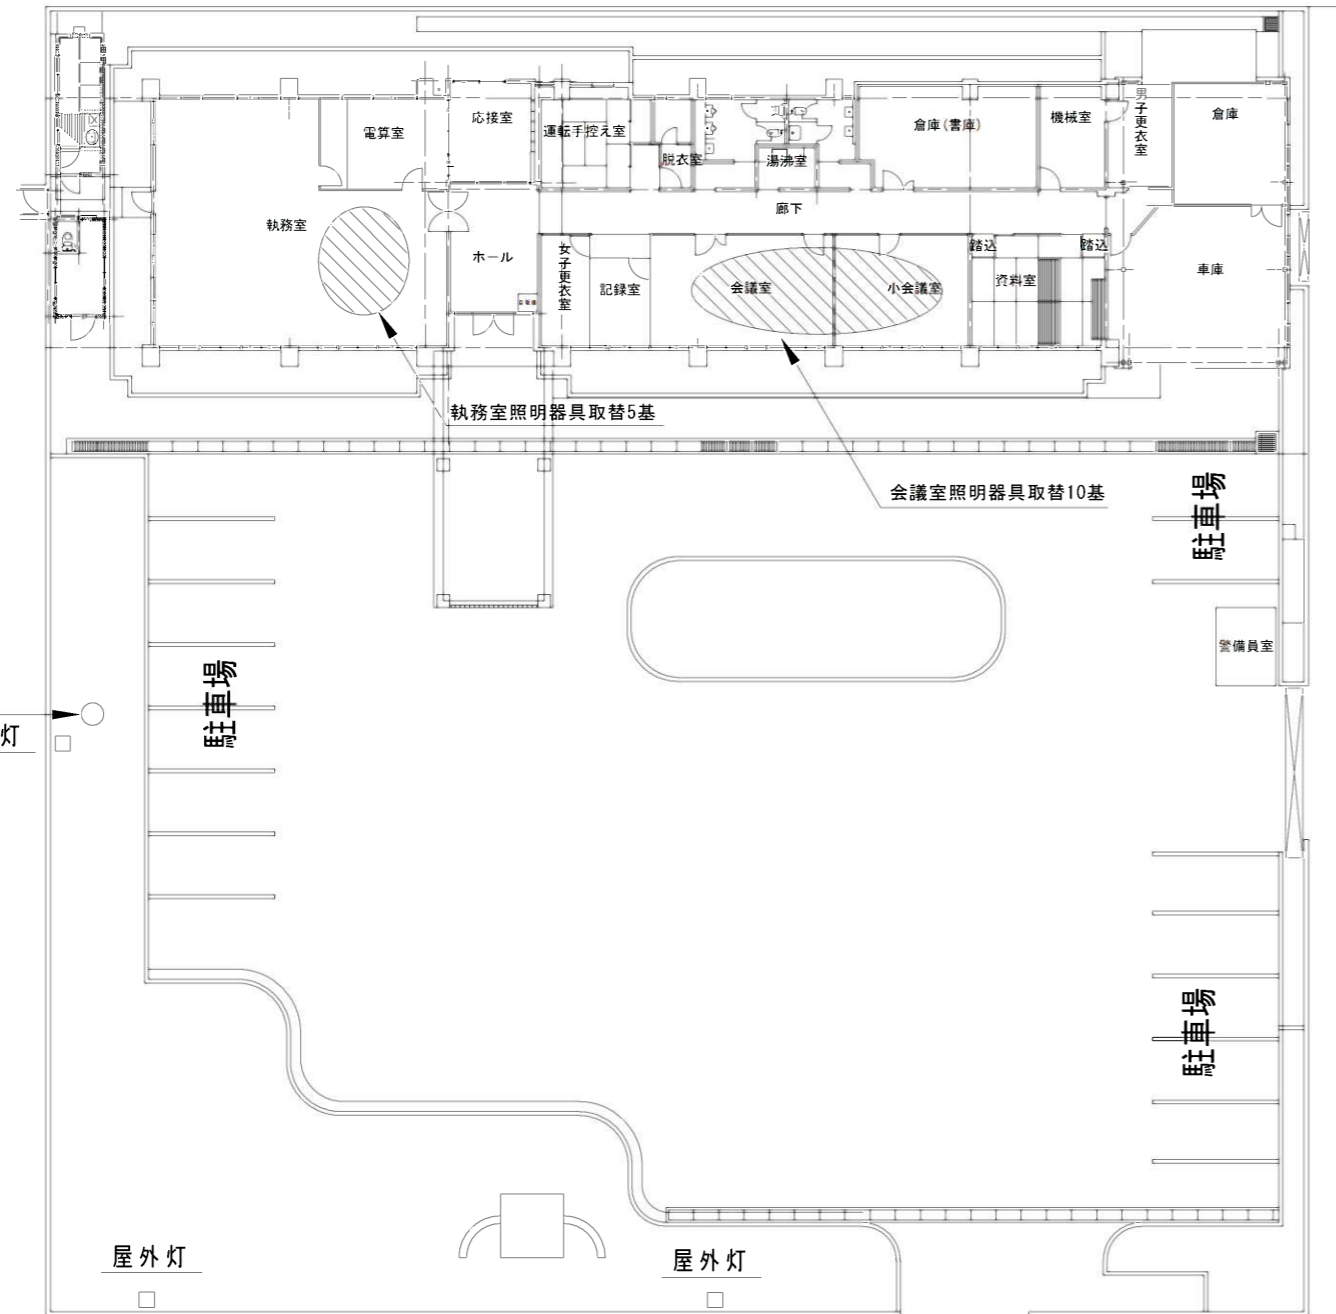 電算室
応接室
運転手控え室
脱衣室
湯沸室
倉庫(書庫)
機械室
男子更衣室
倉庫
執務室
ホール
廊下
女子更衣室
記録室
会議室
小会議室
踏込
資料室
踏込
車庫
執務室照明器具取替5基
会議室照明器具取替10基
駐車場
警備員室
駐車場
灯
駐車場
屋外灯
屋外灯